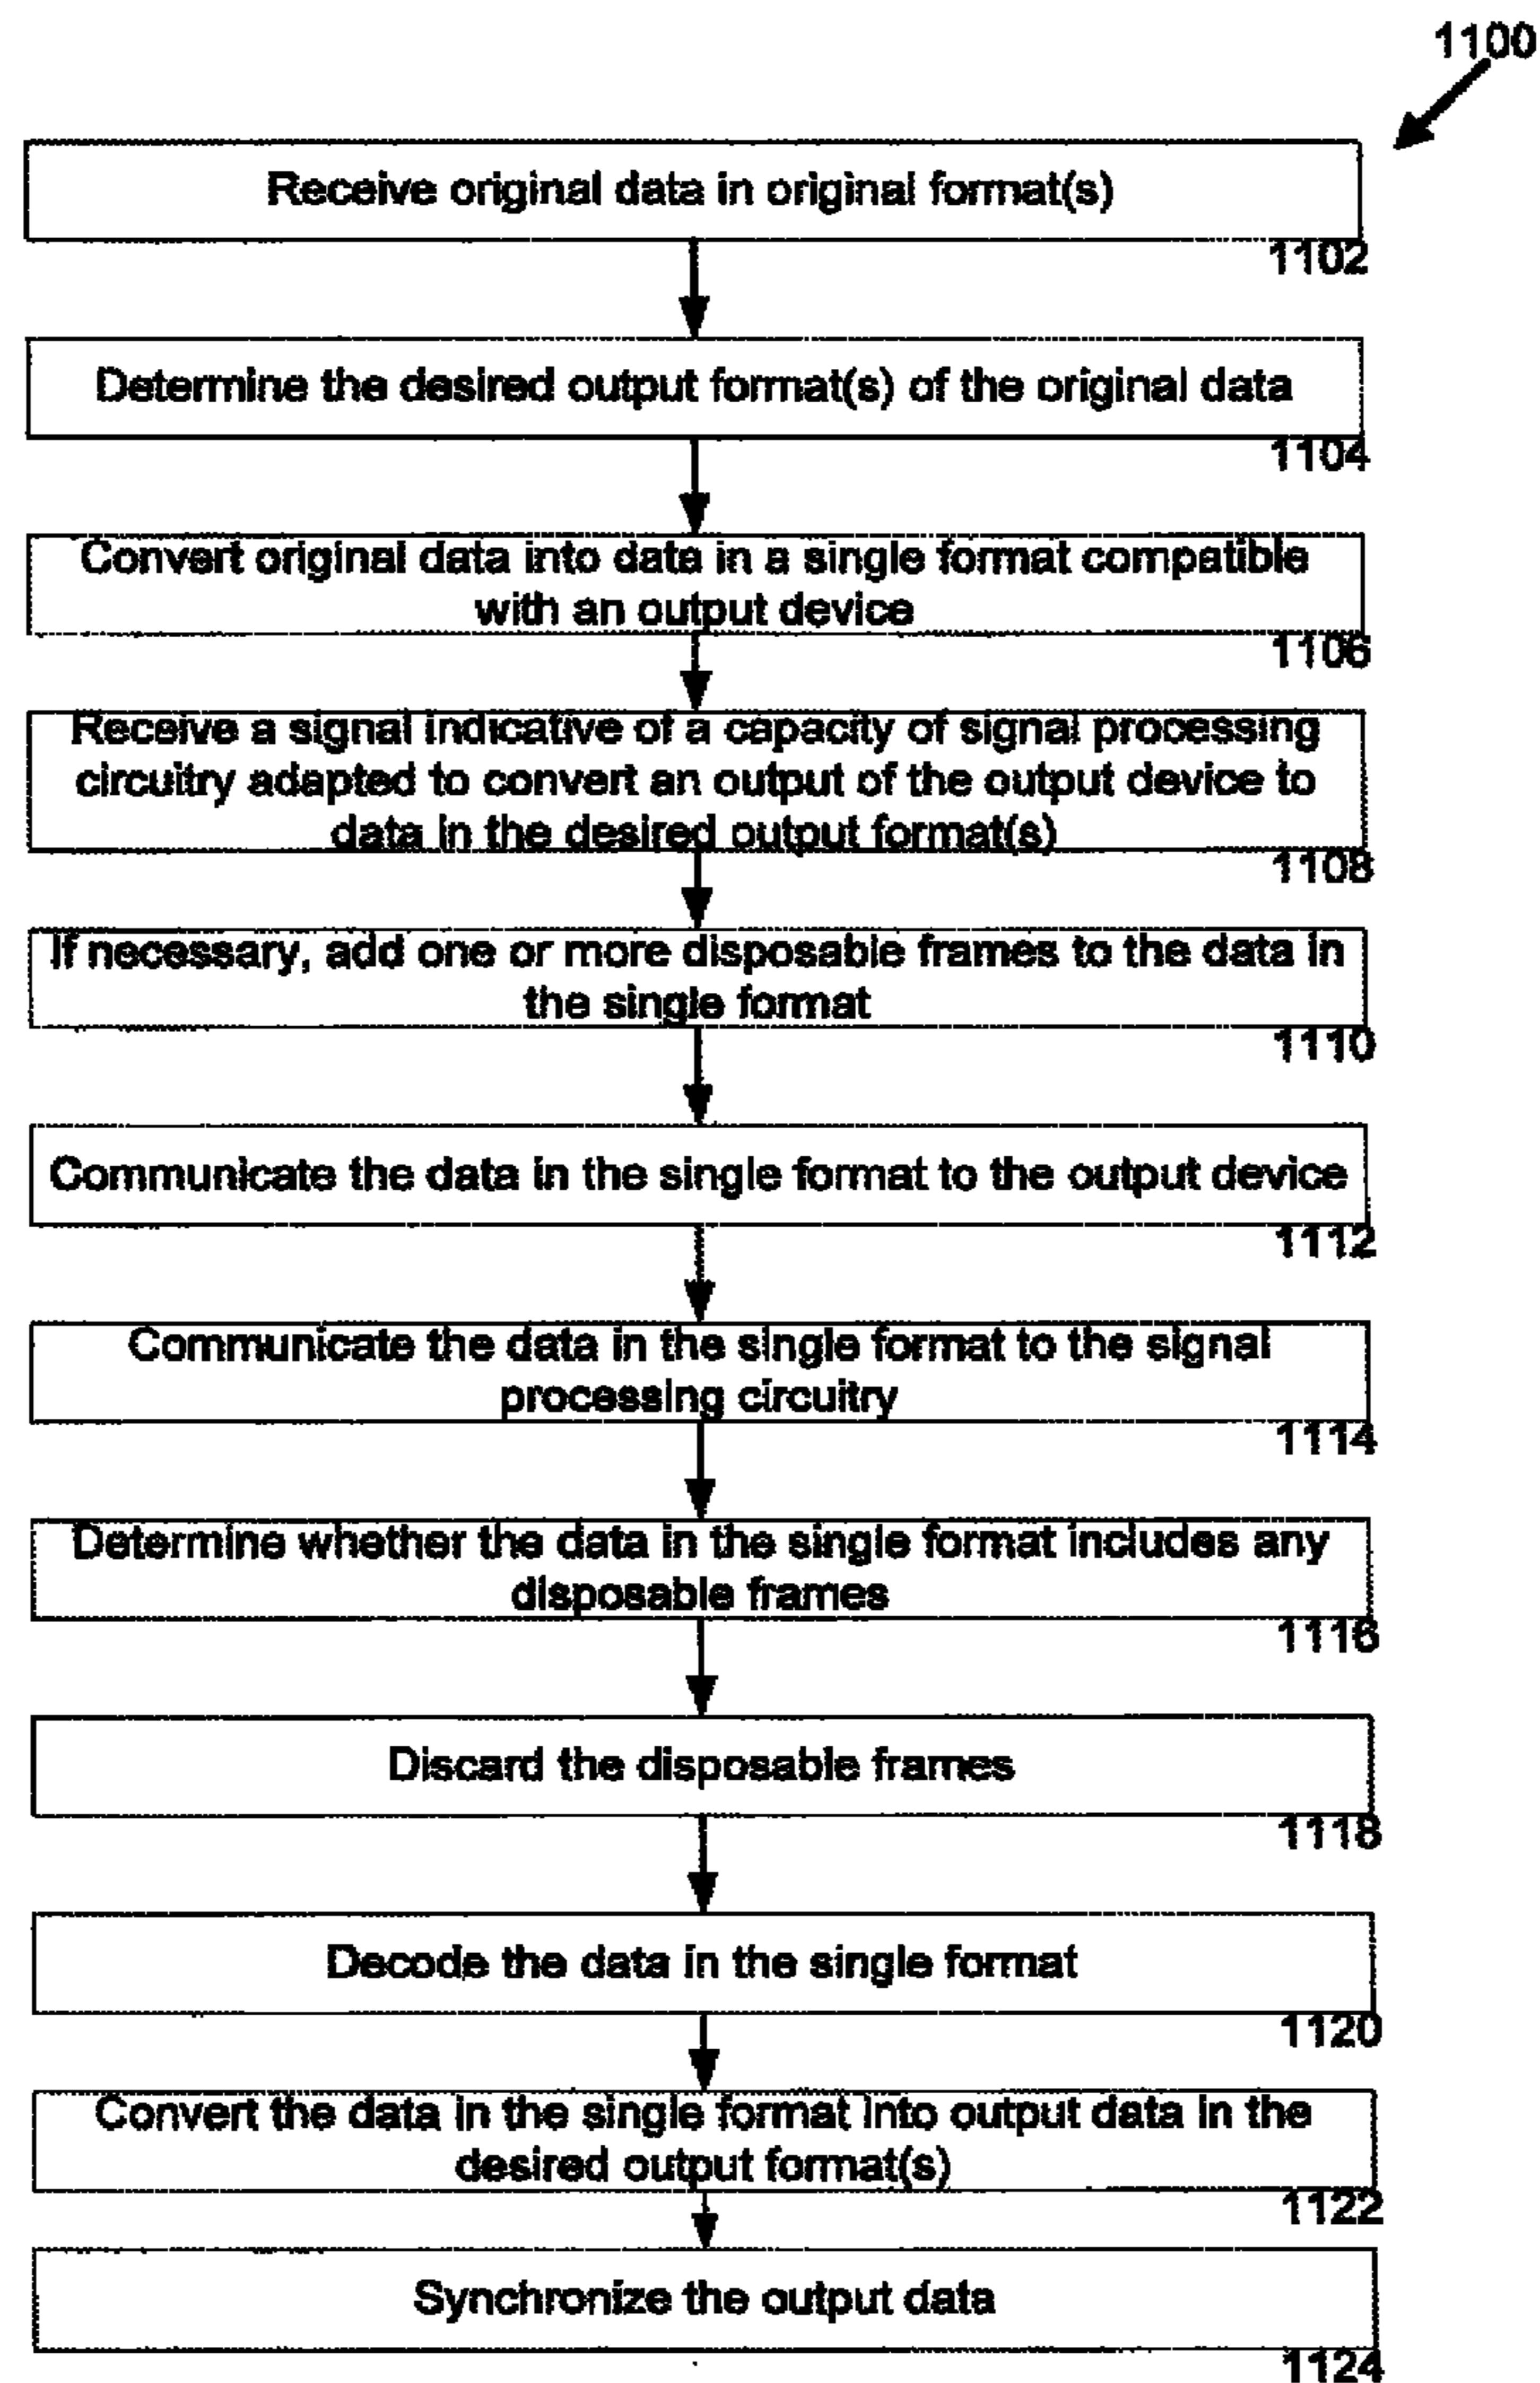 1100
Receive original data in original format(s)
1102
Determine the desired output format(s) of the original data
1104
Convert original data into data in a single format compatible
with an output device
1106
Receive a signal indicative of a capacity of signal processing
circuitry adapted to convert an output of the output device to
data in the desired output format(s)
1108
If necessary, add one or more disposable frames to the data in
the single format
1110
Communicate the data in the single format to the output device
1112
Communicate the data in the single format to the signal
processing circuitry
1114
Determine whether the data in the single format includes any
disposable frames
1116
Discard the disposable frames
1118
Decode the data in the single format
1120
Convert the data in the single format into output data in the
desired output format(s)
1122
Synchronize the output data
1124